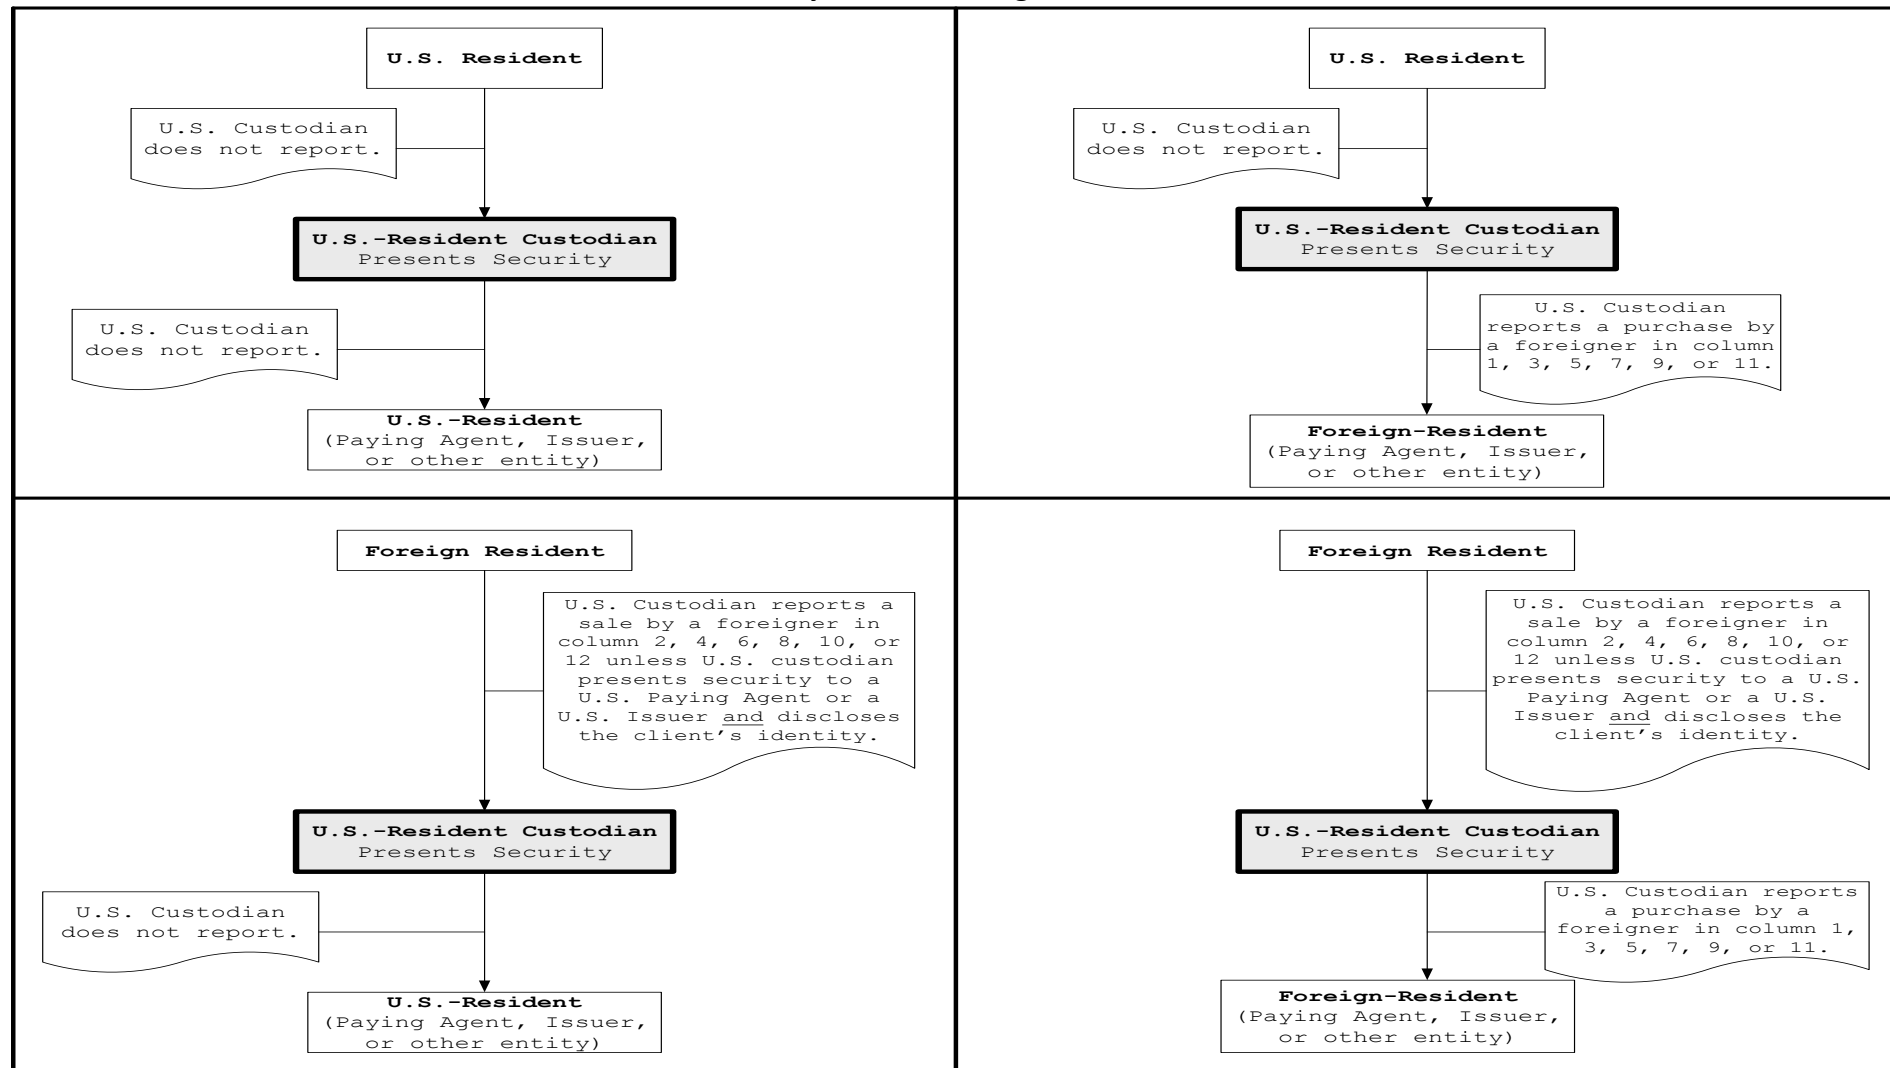 U.S. Resident
U.S. Custodian
does not report.
U.S.-Resident Custodian
Presents Security
U.S. Custodian
does not report.
U.S.-Resident
(Paying Agent, Issuer,
or other entity)
U.S. Resident
U.S. Custodian
does not report.
U.S.-Resident Custodian
Presents Security
U.S. Custodian
reports a purchase by
a foreigner in column
1, 3, 5, 7, 9, or 11.
Foreign-Resident
(Paying Agent, Issuer,
or other entity)
Foreign Resident
U.S. Custodian reports a
sale by a foreigner in
column 2, 4, 6, 8, 10, or
12 unless U.S. custodian
presents security to a
U.S. Paying Agent or a
U.S. Issuer and discloses
the client's identity.
U.S.-Resident Custodian
Presents Security
U.S. Custodian
does not report.
U.S.-Resident
(Paying Agent, Issuer,
or other entity)
Foreign Resident
U.S. Custodian reports a
sale by a foreigner in
column 2, 4, 6, 8, 10, or
12 unless U.S. custodian
presents security to a U.S.
Paying Agent or a U.S.
Issuer and discloses the
client's identity.
U.S.-Resident Custodian
Presents Security
U.S. Custodian reports
a purchase by a
foreigner in column 1,
3, 5, 7, 9, or 11.
Foreign-Resident
(Paying Agent, Issuer,
or other entity)